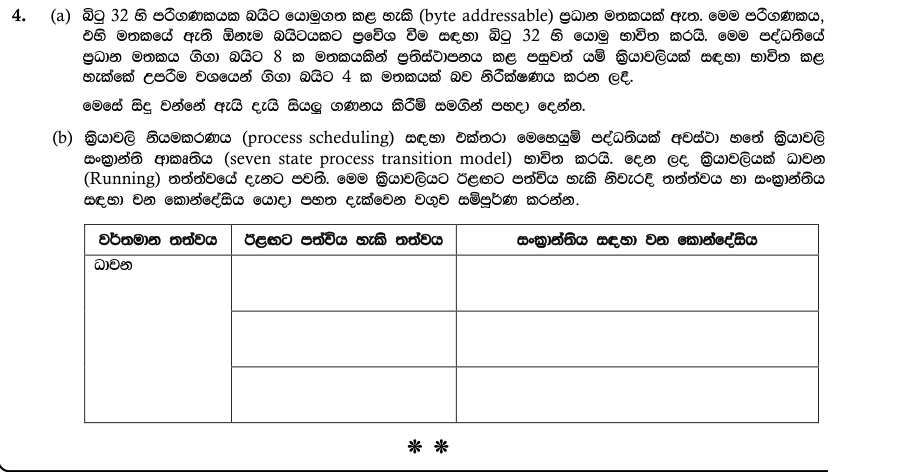 4. (a) බිටු 32 හි පරිගණකයක බයිට යොමුගත කළ හැකි (byte addressable) ප්‍රධාන මතකයක් ඇත. මෙම පරිගණකය,
එහි මතකයේ ඇති ඕනෑම බයිටයකට ප්‍රවේශ වීම සඳහා බිටු 32 හි යොමු භාවිත කරයි. මෙම පද්ධතියේ
ප්‍රධාන මතකය ගිගා බයිට 8 ක මතකයකින් ප්‍රතිස්ථාපනය කළ පසුවත් යම් ක්‍රියාවලියක් සඳහා භාවිත කළ
හැක්කේ උපරිම වශයෙන් ගිගා බයිට 4 ක මතකයක් බව නිරීක්ෂණය කරන ලදී.
මෙසේ සිදු වන්නේ ඇයි දැයි සියලු ගණනය කිරීම් සමගින් පහදා දෙන්න.
(b) ක්‍රියාවලි නියමකරණය (process scheduling) සඳහා එක්තරා මෙහෙයුම් පද්ධතියක් අවස්ථා හතේ ක්‍රියාවලි
සංක්‍රාන්ති ආකෘතිය (seven state process transition model) භාවිත කරයි. දෙන ලද ක්‍රියාවලියක් ධාවන
(Running) තත්ත්වයේ දැනට පවතී. මෙම ක්‍රියාවලියට ඊළඟට පත්විය හැකි නිවැරදි තත්ත්වය හා සංක්‍රාන්තිය
සඳහා වන කොන්දේසිය යොදා පහත දැක්වෙන වගුව සම්පූර්ණ කරන්න.
වර්තමාන තත්වය ඊළඟට පත්විය හැකි තත්වය සංක්‍රාන්තිය සඳහා වන කොන්දේසිය
ධාවන